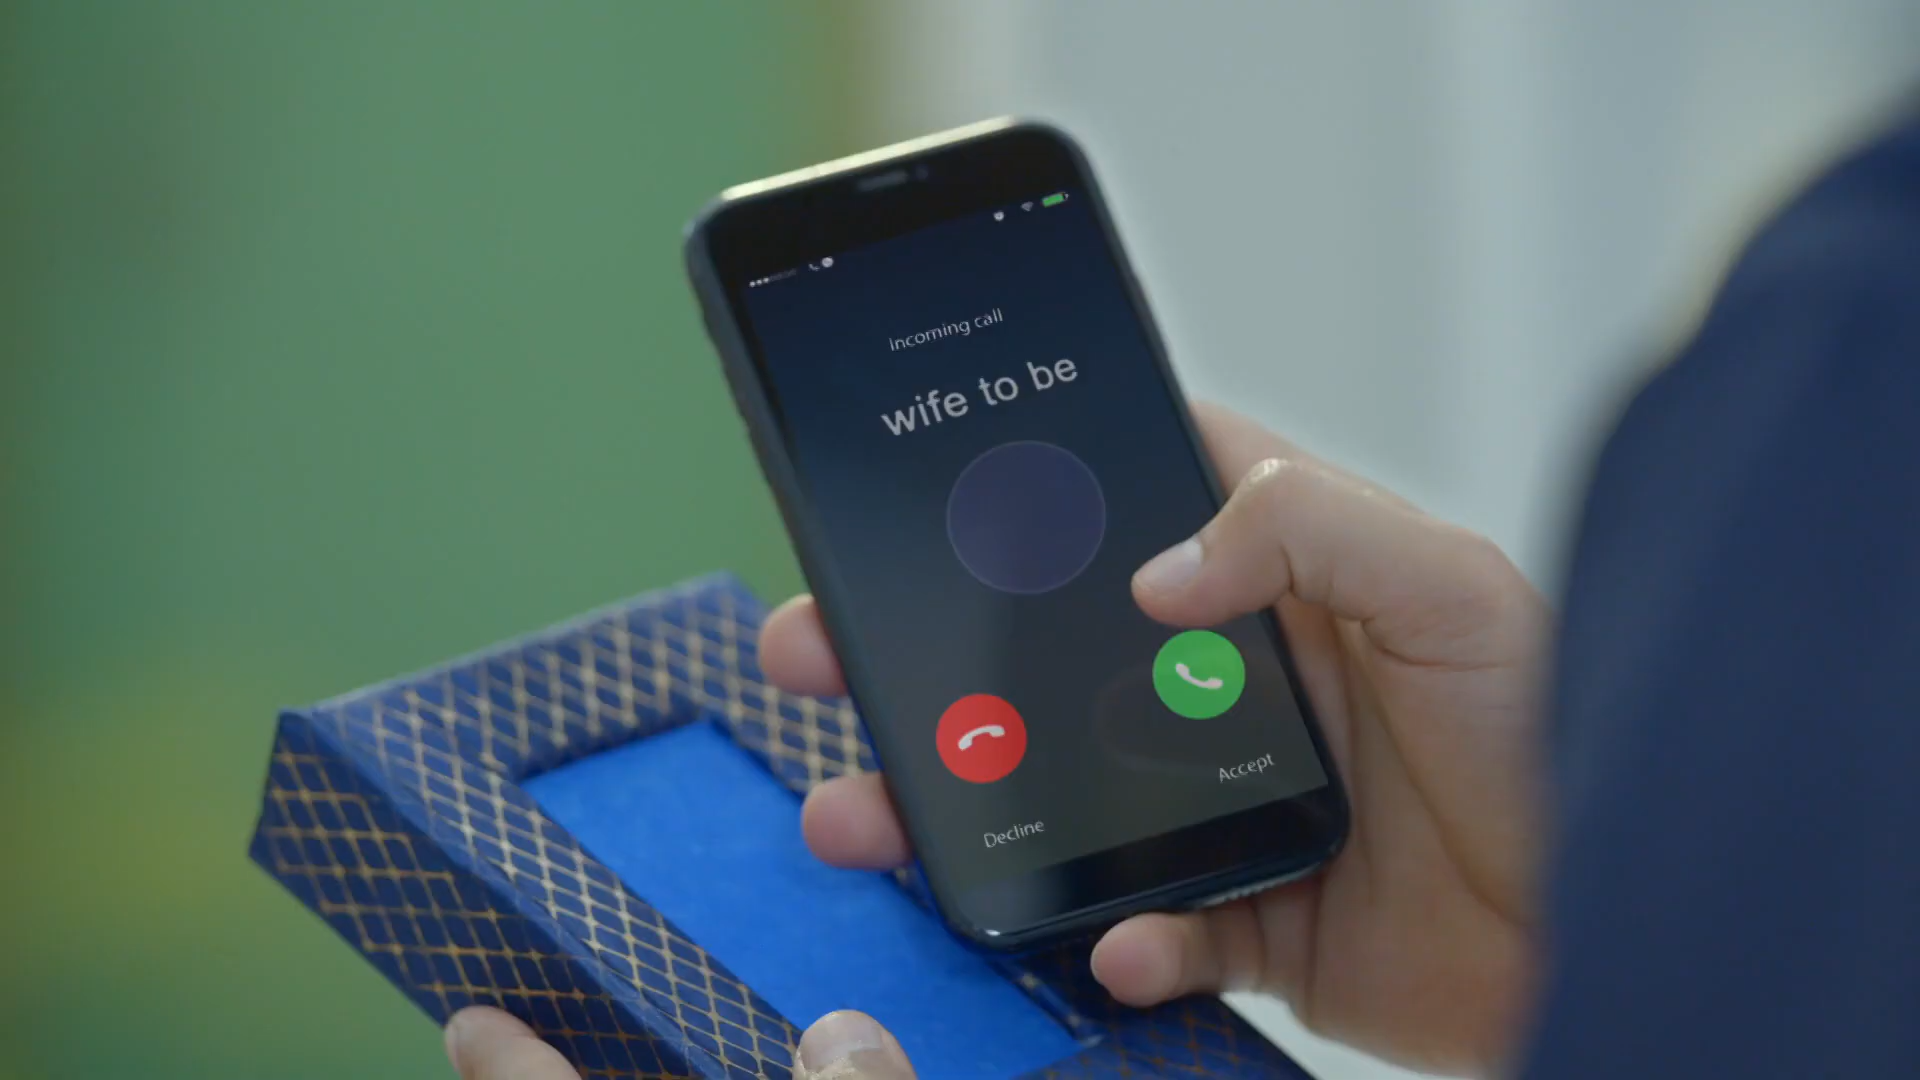 Incoming call
wife to be
Accept
Decline